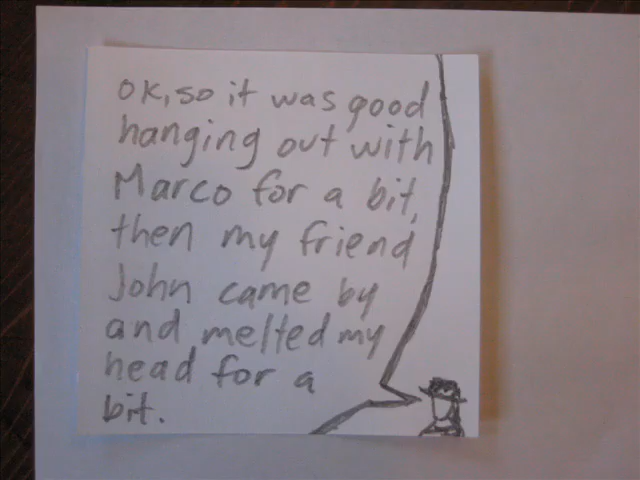 OK, so it was good
hanging out with
Marco for a bit,
then my friend
John came by
and melted my
head for a
bit.